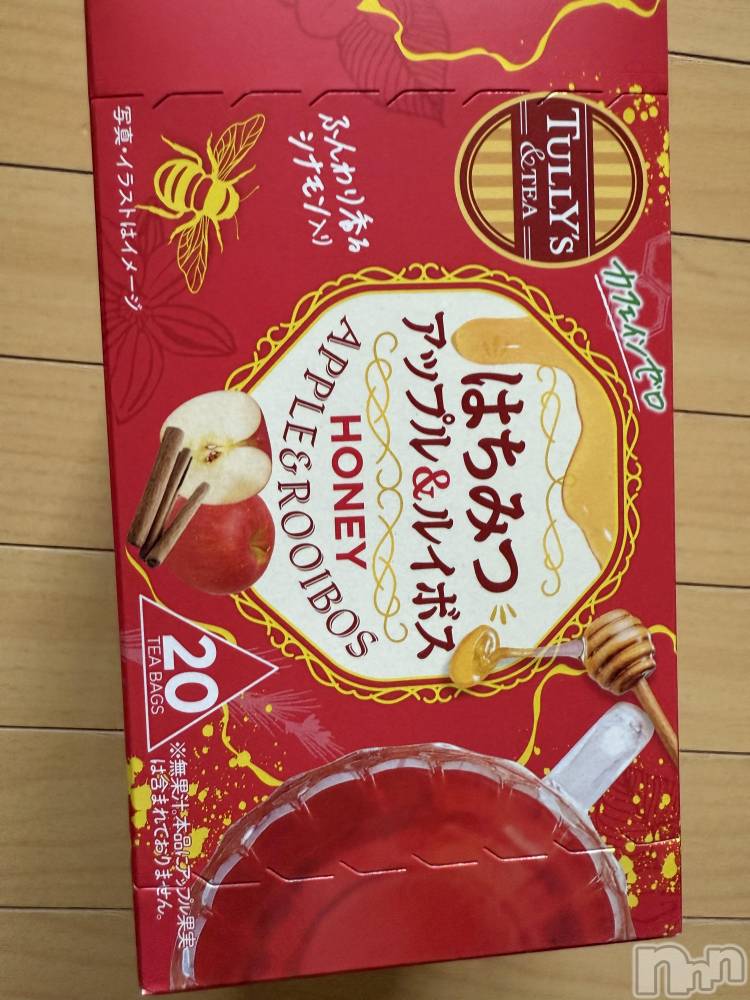 TULLY'S
& TEA
カフェインゼロ
ふんわり香る
シナモン入り
写真・イラストはイメージ
はちみつ
アップル&ルイボス
HONEY
APPLE & ROOIBOS
20
TEA BAGS
※無果汁。本品にアップル果実
は含まれておりません。
nnn